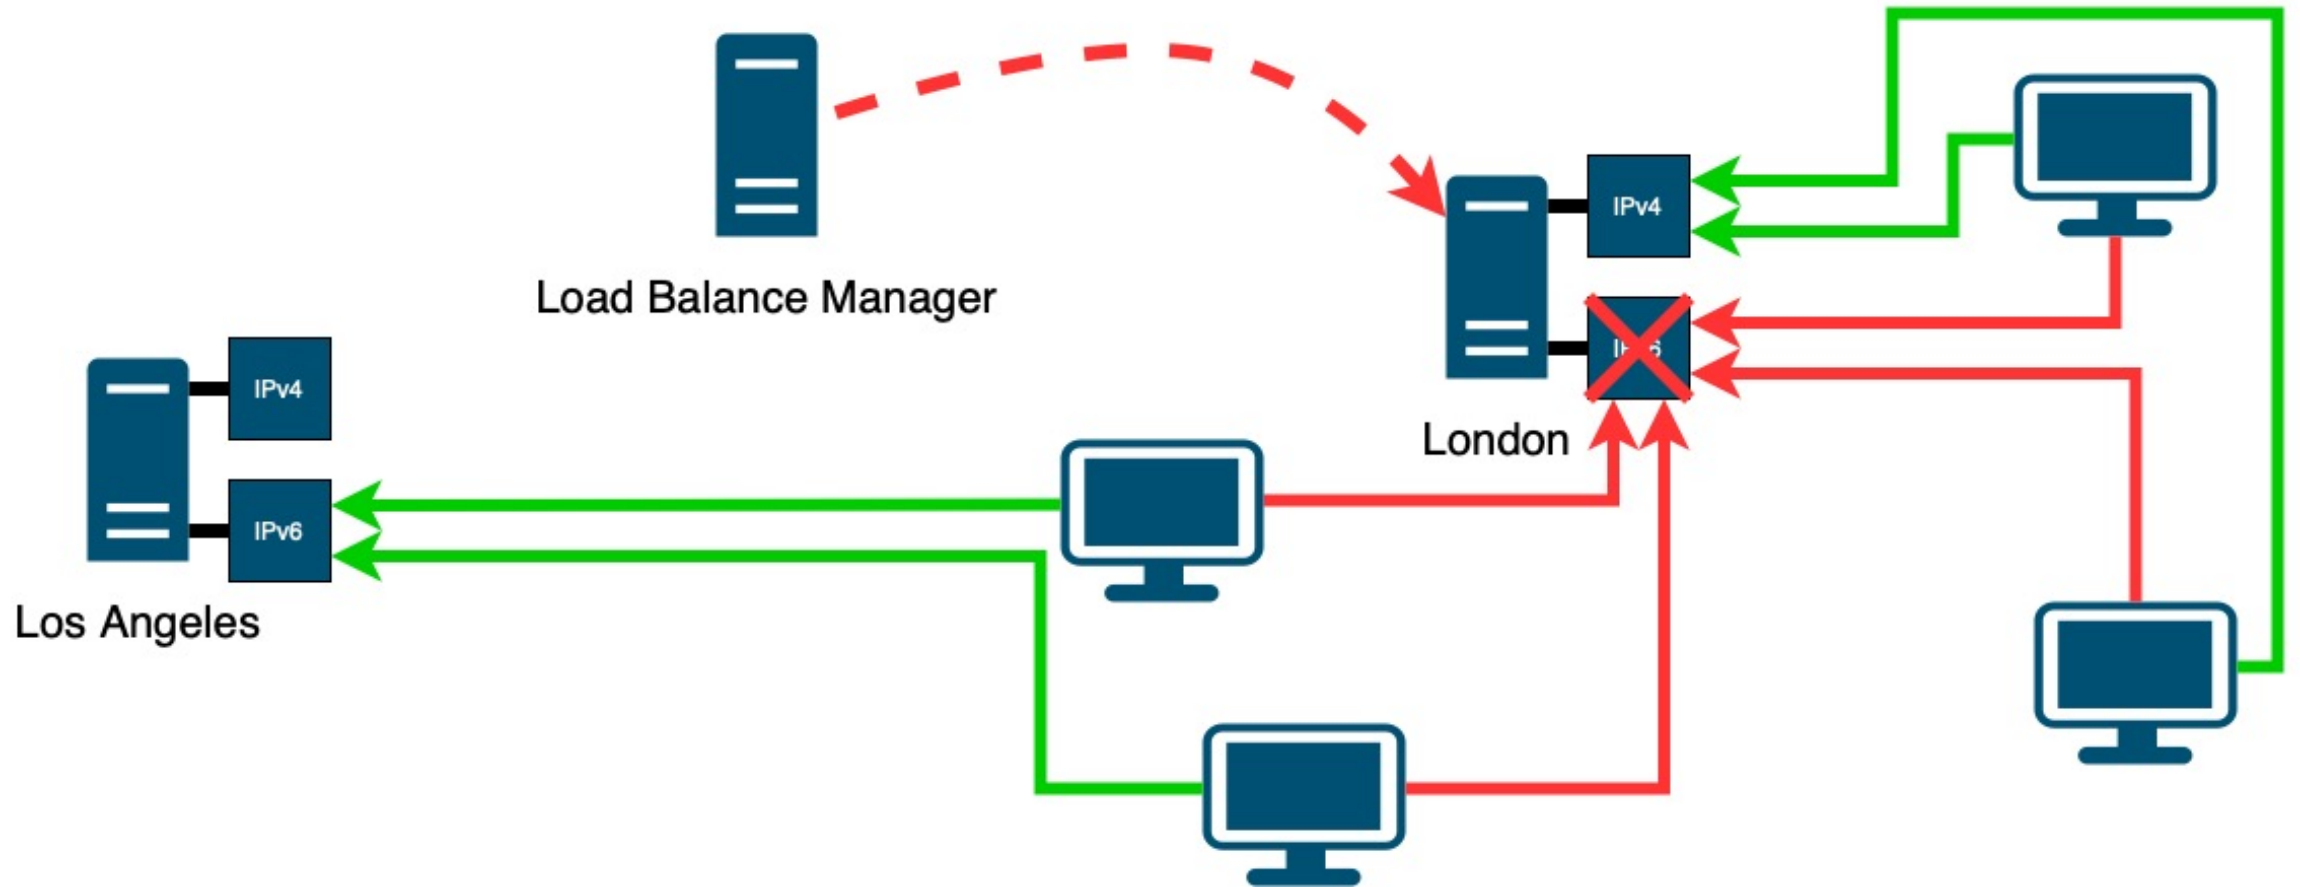 Load Balance Manager
IPv4
London
IPv4
IPv6
Los Angeles